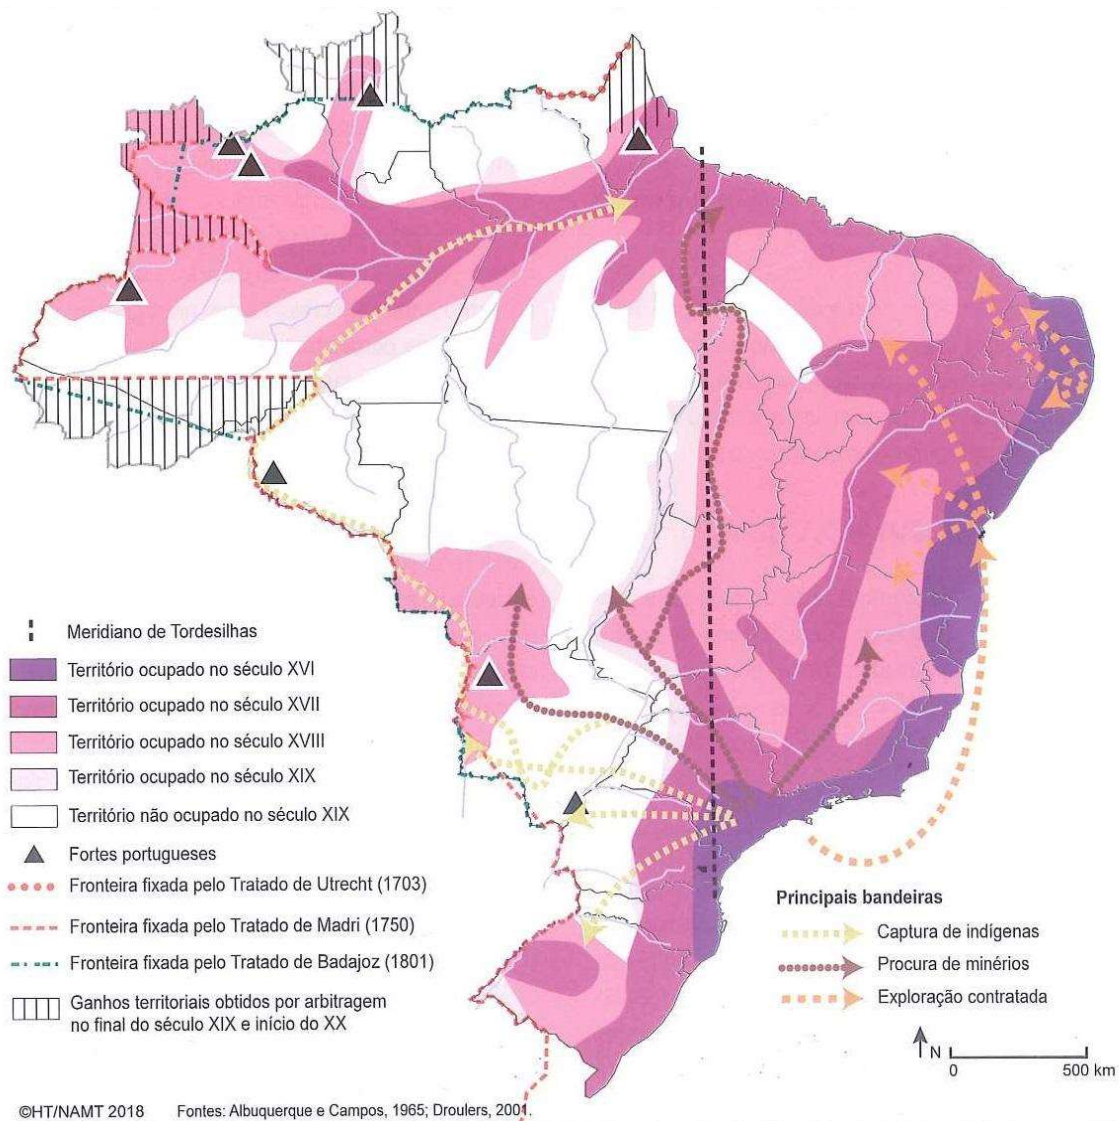 Meridiano de Tordesilhas
Território ocupado no século XVI
Território ocupado no século XVII
Território ocupado no século XVIII
Território ocupado no século XIX
Território não ocupado no século XIX
Fortes portugueses
Fronteira fixada pelo Tratado de Utrecht (1703)
Fronteira fixada pelo Tratado de Madri (1750)
Fronteira fixada pelo Tratado de Badajoz (1801)
Ganhos territoriais obtidos por arbitragem
no final do século XIX e início do XX
Principais bandeiras
Captura de indígenas
Procura de minérios
Exploração contratada
N
0 500 km
©HT/NAMT 2018 Fontes: Albuquerque e Campos, 1965; Droulers, 2001.